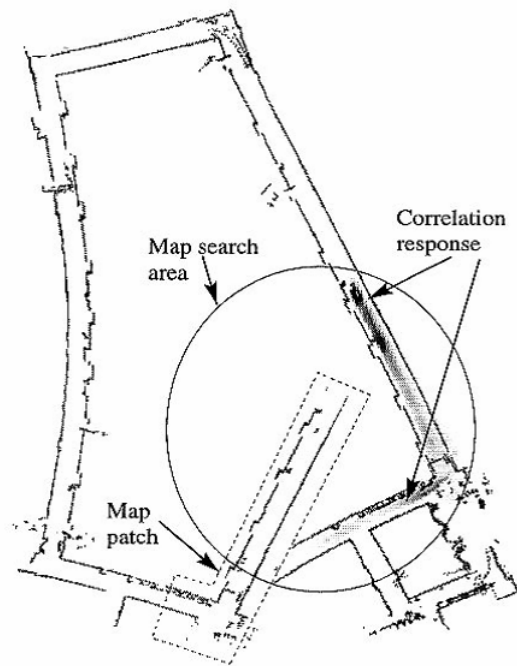 Correlation
response
Map search
area
Map
patch